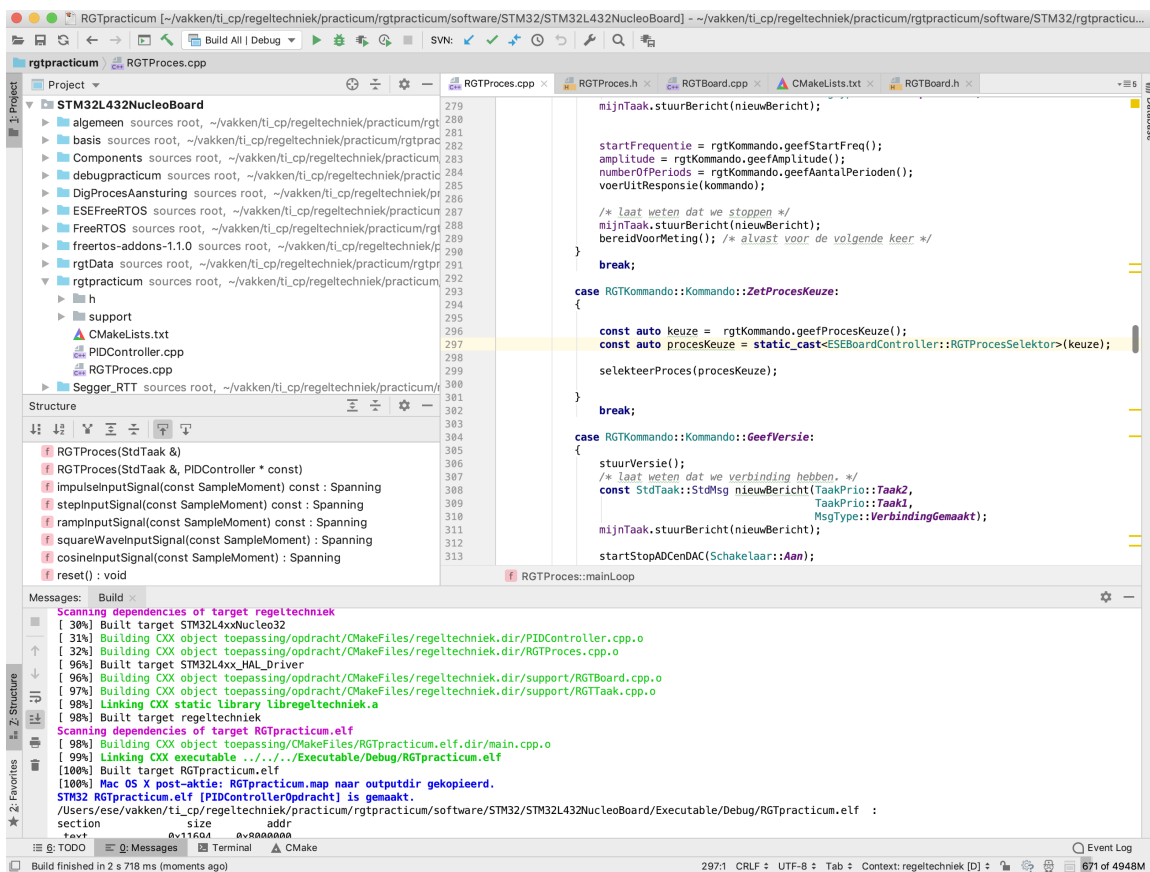 RGTpracticum [~/vakken/ti_cp/regeltechniek/practicum/rgtpracticum/software/STM32/STM32L432NucleoBoard] - ~/vakken/ti_cp/regeltechniek/practicum/rgtpracticum/software/STM32/rgtpracticu...
Build All | Debug
SVN:
rgtpracticum
RGTProces.cpp
1: Project
Project
RGTProces.cpp
RGTProces.h
RGTBoard.cpp
CMakeLists.txt
RGTBoard.h
5
Database
STM32L432NucleoBoard
algemeen sources root, ~/vakken/ti_cp/regeltechniek/practicum/rgt
basis sources root, ~/vakken/ti_cp/regeltechniek/practicum/rgtprac
Components sources root, ~/vakken/ti_cp/regeltechniek/practicum
debugpracticum sources root, ~/vakken/ti_cp/regeltechniek/practic
DigProcesAansturing sources root, ~/vakken/ti_cp/regeltechniek/p
ESEFreeRTOS sources root, ~/vakken/ti_cp/regeltechniek/practicum
FreeRTOS sources root, ~/vakken/ti_cp/regeltechniek/practicum/rgt
freertos-addons-1.1.0 sources root, ~/vakken/ti_cp/regeltechniek/p
rgtData sources root, ~/vakken/ti_cp/regeltechniek/practicum/rgtpr
rgtpracticum sources root, ~/vakken/ti_cp/regeltechniek/practicum/
h
support
CMakeLists.txt
PIDController.cpp
RGTProces.cpp
Segger_RTT sources root, ~/vakken/ti_cp/regeltechniek/practicum/r
279 mijnTaak.stuurBericht(nieuwBericht);
280
281
282 startFrequentie = rgtKommando.geefStartFreq();
283 amplitude = rgtKommando.geefAmplitude();
284 numberOfPeriods = rgtKommando.geefAantalPerioden();
285 voerUitResponsie(kommando);
286
287 /* laat weten dat we stoppen */
288 mijnTaak.stuurBericht(nieuwBericht);
289 bereidVoorMeting(); /* alvast voor de volgende keer */
290 }
291 break;
292
293 case RGTKommando::Kommando::ZetProcesKeuze:
294 {
295
296 const auto keuze = rgtKommando.geefProcesKeuze();
297 const auto procesKeuze = static_cast<ESEBoardController::RGTProcesSelektor>(keuze);
298
299 selekteerProces(procesKeuze);
300
301 }
302 break;
303
304 case RGTKommando::Kommando::GeefVersie:
305 {
306 stuurVersie();
307 /* laat weten dat we verbinding hebben. */
308 const StdTaak::StdMsg nieuwBericht(TaakPrio::Taak2,
309 TaakPrio::Taak1,
310 MsgType::VerbindingGemaakt);
311 mijnTaak.stuurBericht(nieuwBericht);
312
313 startStopADCenDAC(Schakelaar::Aan);
RGTProces::mainLoop
Structure
RGTProces(StdTaak &)
RGTProces(StdTaak &, PIDController * const)
impulseInputSignal(const SampleMoment) const : Spanning
stepInputSignal(const SampleMoment) const : Spanning
rampInputSignal(const SampleMoment) const : Spanning
squareWaveInputSignal(const SampleMoment) : Spanning
cosineInputSignal(const SampleMoment) : Spanning
reset() : void
Messages: Build
Scanning dependencies of target regeltechniek
[ 30%] Built target STM32L4xxNucleo32
[ 31%] Building CXX object toepassing/opdracht/CMakeFiles/regeltechniek.dir/PIDController.cpp.o
[ 32%] Building CXX object toepassing/opdracht/CMakeFiles/regeltechniek.dir/RGTProces.cpp.o
[ 96%] Built target STM32L4xx_HAL_Driver
[ 96%] Building CXX object toepassing/opdracht/CMakeFiles/regeltechniek.dir/support/RGTBoard.cpp.o
[ 97%] Building CXX object toepassing/opdracht/CMakeFiles/regeltechniek.dir/support/RGTTaak.cpp.o
[ 98%] Linking CXX static library libregeltechniek.a
[ 98%] Built target regeltechniek
Scanning dependencies of target RGTpracticum.elf
[ 98%] Building CXX object toepassing/CMakeFiles/RGTpracticum.elf.dir/main.cpp.o
[ 99%] Linking CXX executable ../../../Executable/Debug/RGTpracticum.elf
[100%] Built target RGTpracticum.elf
[100%] Mac OS X post-aktie: RGTpracticum.map naar outputdir gekopieerd.
STM32 RGTpracticum.elf [PIDControllerOpdracht] is gemaakt.
/Users/ese/vakken/ti_cp/regeltechniek/practicum/rgtpracticum/software/STM32/STM32L432NucleoBoard/Executable/Debug/RGTpracticum.elf :
section size addr
.text 0x11694 0x8000000
Z: Structure
2: Favorites
6: TODO
0: Messages
Terminal
CMake
Event Log
Build finished in 2 s 718 ms (moments ago)
297:1 CRLF UTF-8 Tab Context: regeltechniek [D] 671 of 4948M